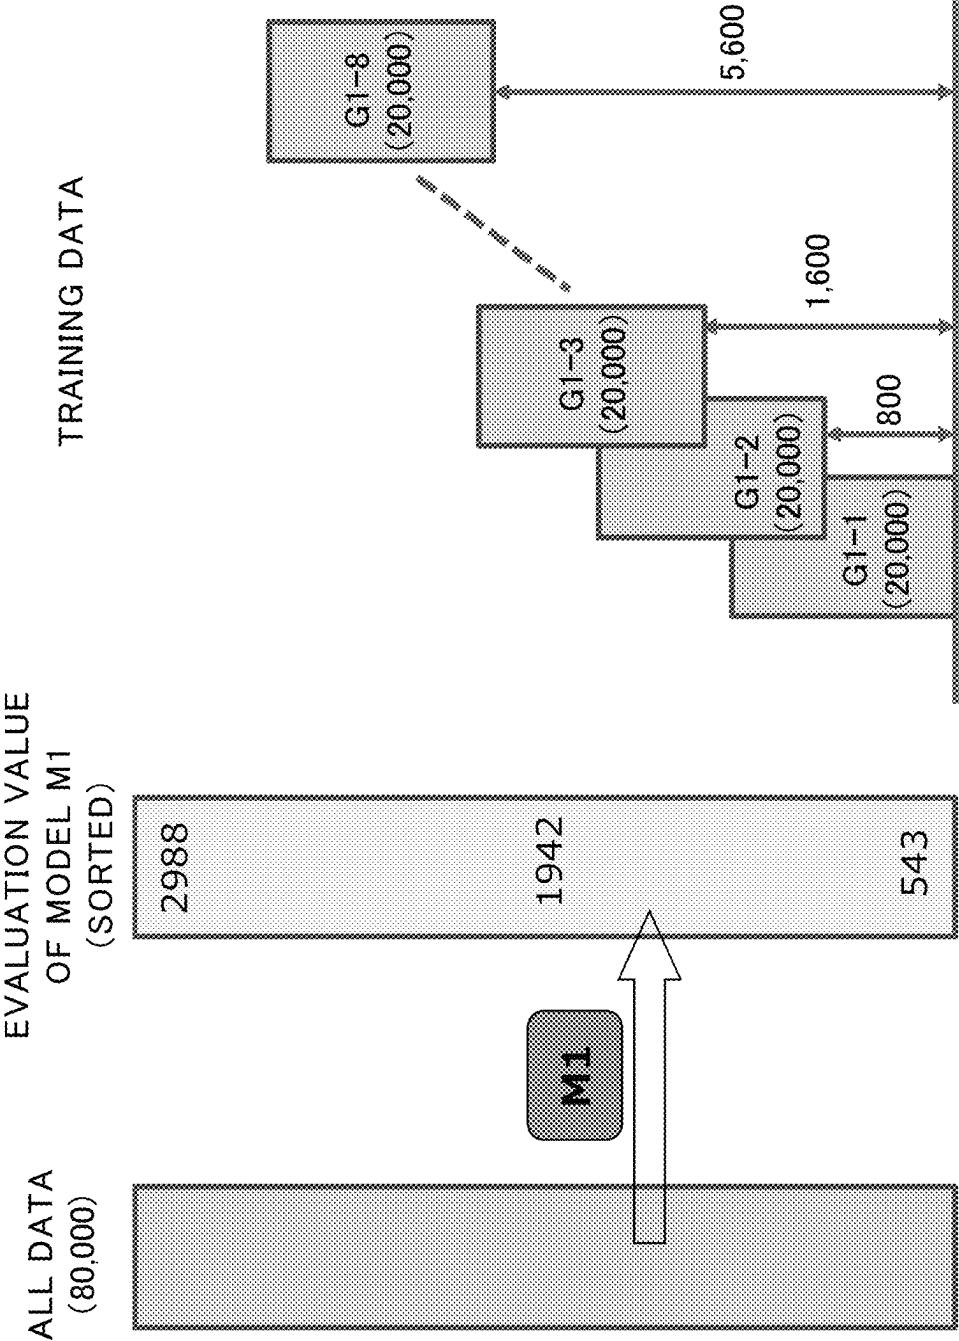 ALL DATA
(80,000)
M1
EVALUATION VALUE
OF MODEL M1
(SORTED)
2988
1942
543
TRAINING DATA
G1-1
(20,000)
G1-2
(20,000)
800
G1-3
(20,000)
1,600
G1-8
(20,000)
5,600